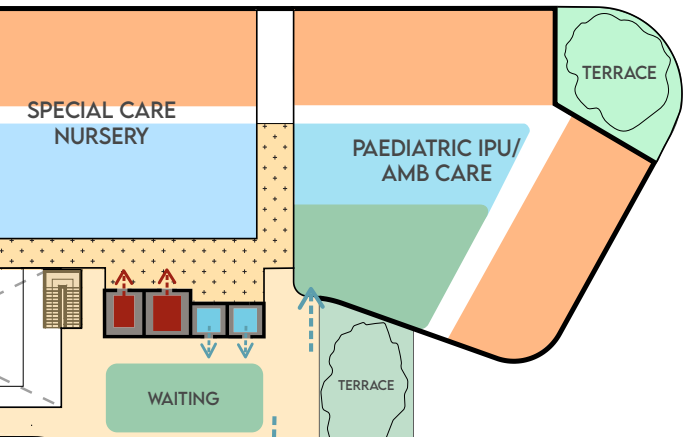 TERRACE
SPECIAL CARE
NURSERY
PAEDIATRIC IPU/
AMB CARE
TERRACE
WAITING